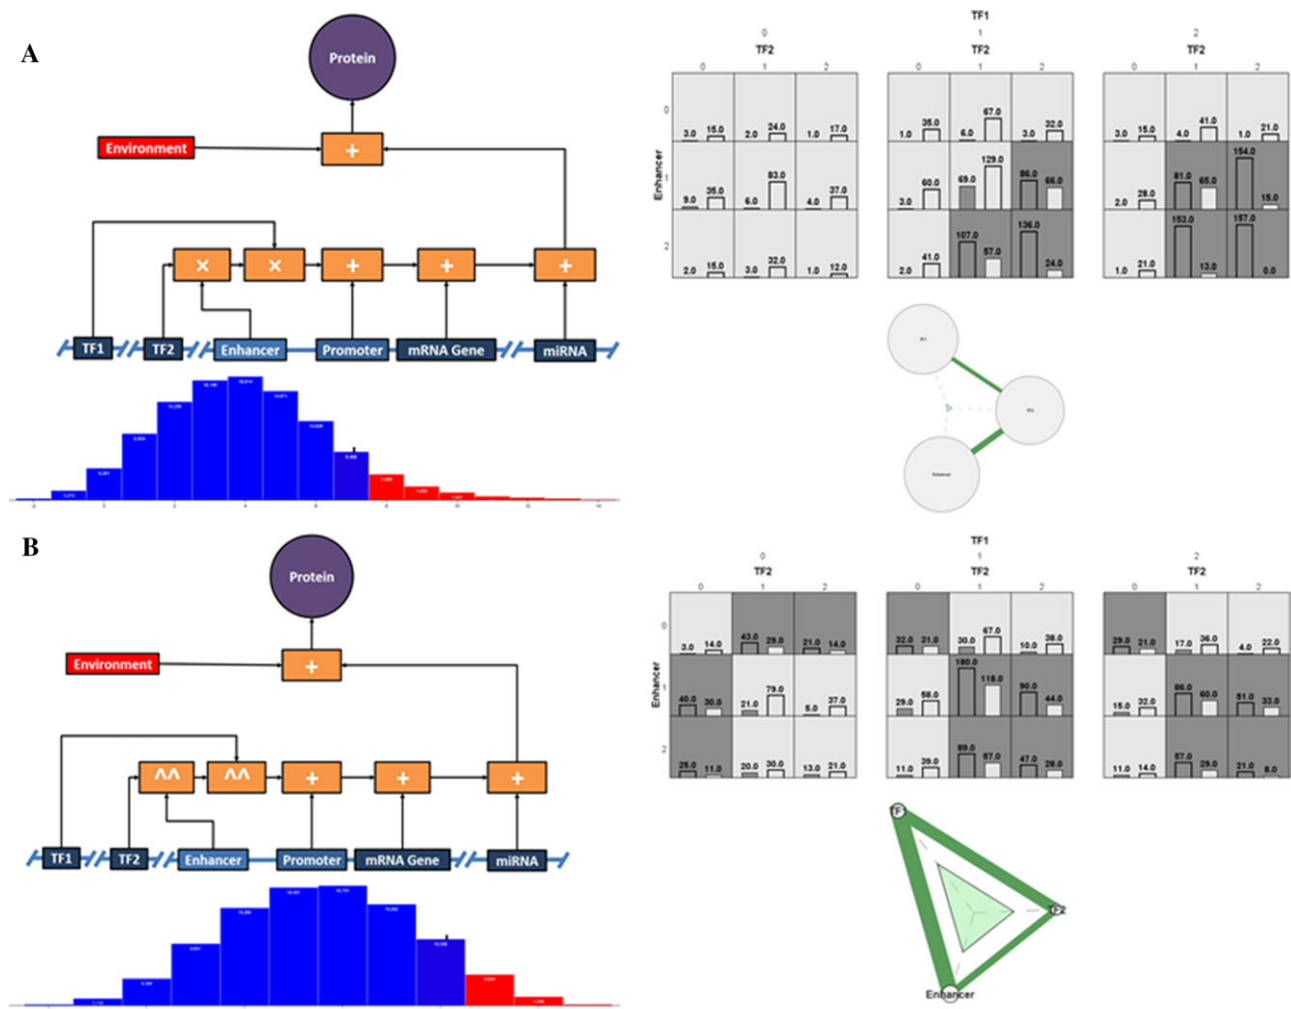 A
Protein
Environment
+
× × + + +
TF1 TF2 Enhancer Promoter mRNA Gene miRNA
TF1
0 1 2
TF2 TF2 TF2
0 1 2 0 1 2 0 1 2
Enhancer
0
3.0 15.0 2.0 24.0 1.0 17.0 1.0 35.0 6.0 67.0 3.0 32.0 3.0 15.0 4.0 41.0 1.0 21.0
1
9.0 35.0 6.0 83.0 4.0 37.0 3.0 60.0 69.0 129.0 86.0 66.0 2.0 28.0 81.0 65.0 154.0 15.0
2
2.0 15.0 3.0 32.0 1.0 12.0 2.0 41.0 107.0 57.0 136.0 24.0 1.0 21.0 153.0 13.0 157.0 0.0
Enhancer
B
Protein
Environment
+
^^ ^^ + + +
TF1 TF2 Enhancer Promoter mRNA Gene miRNA
TF1
0 1 2
TF2 TF2 TF2
0 1 2 0 1 2 0 1 2
Enhancer
0
3.0 14.0 43.0 29.0 21.0 14.0 32.0 31.0 30.0 67.0 10.0 38.0 29.0 21.0 17.0 36.0 4.0 22.0
1
40.0 30.0 21.0 79.0 5.0 37.0 29.0 58.0 180.0 118.0 90.0 44.0 15.0 32.0 86.0 60.0 51.0 33.0
2
25.0 11.0 20.0 30.0 13.0 21.0 11.0 39.0 89.0 57.0 47.0 28.0 11.0 14.0 57.0 29.0 21.0 8.0
TF1
TF2
Enhancer